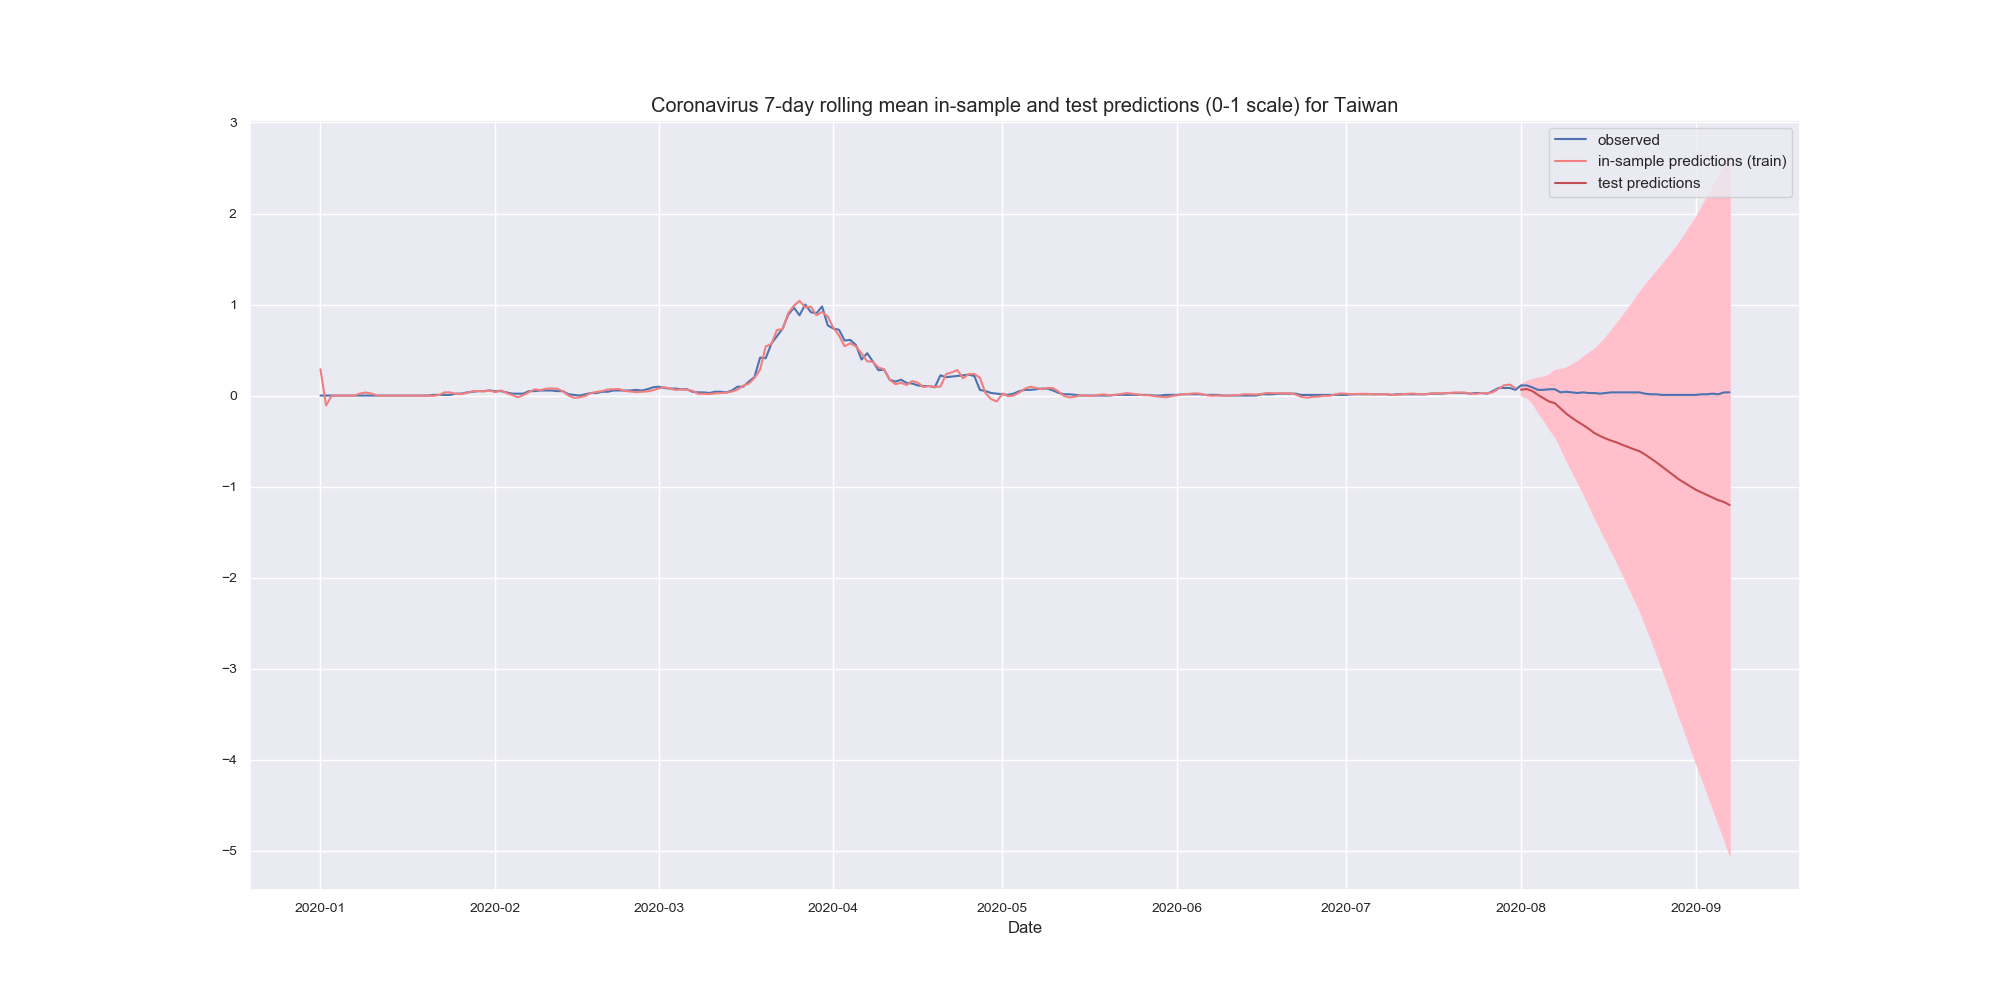 Coronavirus 7-day rolling mean in-sample and test predictions (0-1 scale) for Taiwan
3
2
1
0
−1
−2
−3
−4
−5
observed
in-sample predictions (train)
test predictions
2020-01 2020-02 2020-03 2020-04 2020-05 2020-06 2020-07 2020-08 2020-09
Date